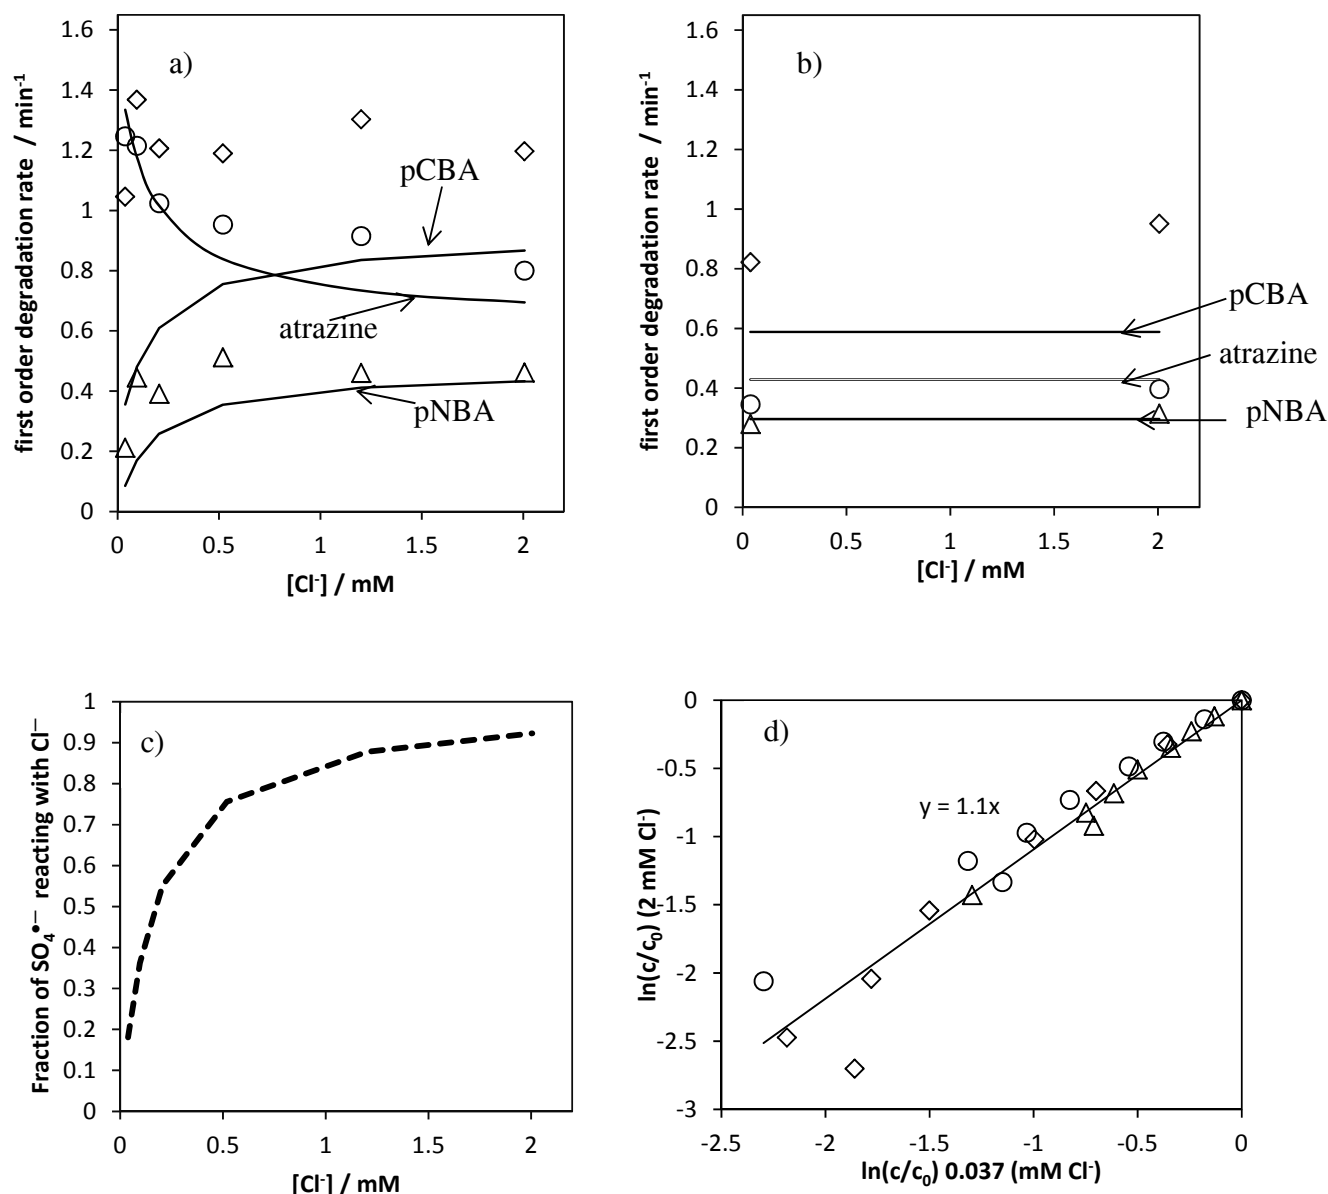 a)
first order degradation rate / min⁻¹
1.6
1.4
1.2
1
0.8
0.6
0.4
0.2
0
pCBA
atrazine
pNBA
0 0.5 1 1.5 2
[Cl⁻] / mM
b)
first order degradation rate / min⁻¹
1.6
1.4
1.2
1
0.8
0.6
0.4
0.2
0
pCBA
atrazine
pNBA
0 0.5 1 1.5 2
[Cl⁻] / mM
c)
Fraction of SO₄•− reacting with Cl−
1
0.9
0.8
0.7
0.6
0.5
0.4
0.3
0.2
0.1
0
0 0.5 1 1.5 2
[Cl⁻] / mM
d)
ln(c/c₀) (2 mM Cl⁻)
0
-0.5
-1
-1.5
-2
-2.5
-3
y = 1.1x
-2.5 -2 -1.5 -1 -0.5 0
ln(c/c₀) 0.037 (mM Cl⁻)